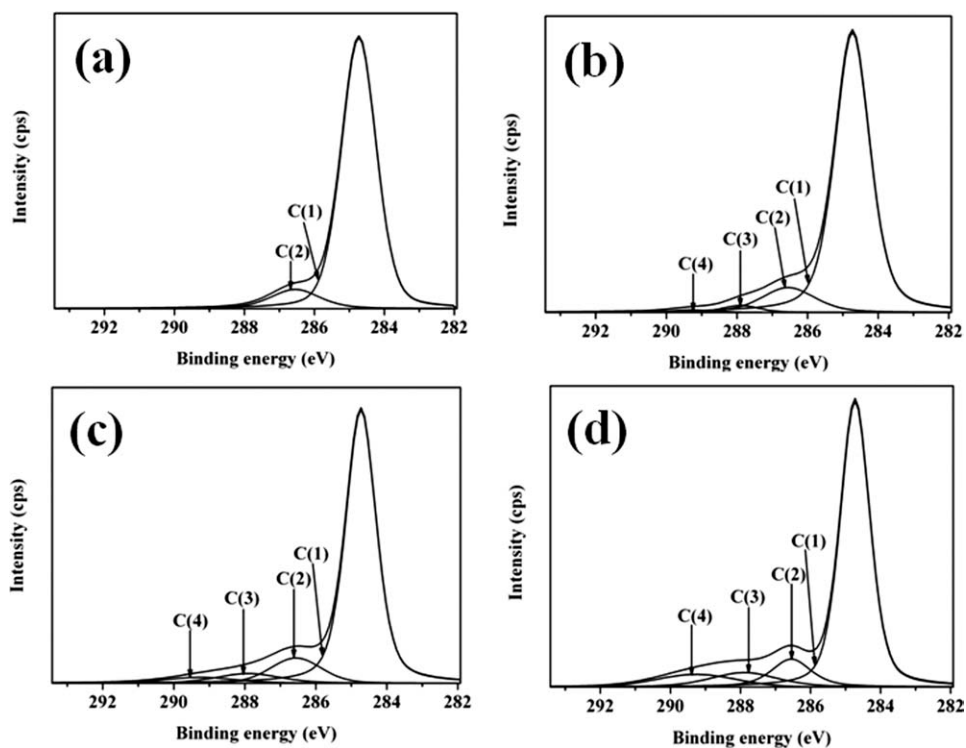 (a)
Intensity (cps)
C(1)
C(2)
292 290 288 286 284 282
Binding energy (eV)
(b)
Intensity (cps)
C(1)
C(2)
C(3)
C(4)
292 290 288 286 284 282
Binding energy (eV)
(c)
Intensity (cps)
C(1)
C(2)
C(3)
C(4)
292 290 288 286 284 282
Binding energy (eV)
(d)
Intensity (cps)
C(1)
C(2)
C(3)
C(4)
292 290 288 286 284 282
Binding energy (eV)